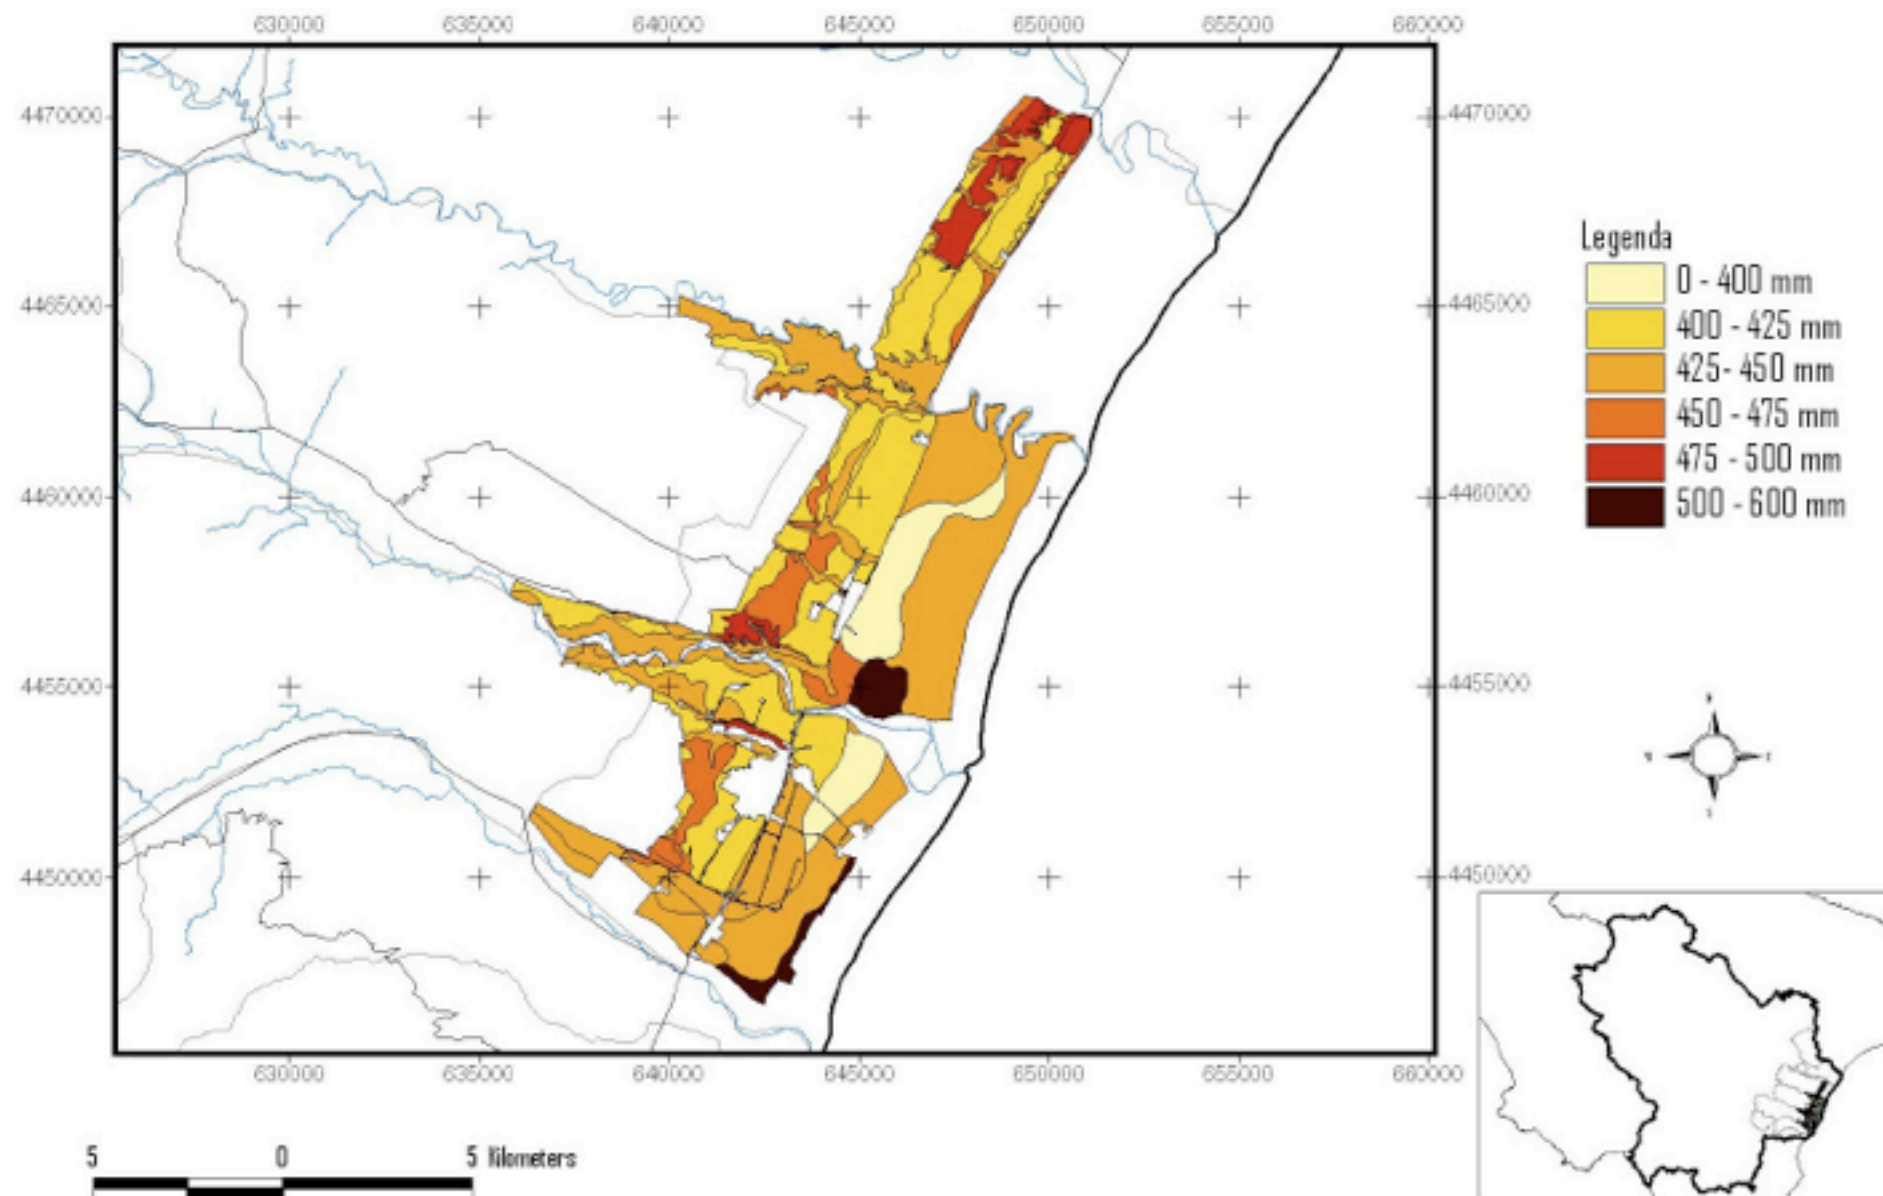 630000 635000 640000 645000 650000 655000 660000
4470000 4470000
4465000 4465000
4460000 4460000
4455000 4455000
4450000 4450000
630000 635000 640000 645000 650000 655000 660000
Legenda
0 - 400 mm
400 - 425 mm
425- 450 mm
450 - 475 mm
475 - 500 mm
500 - 600 mm
5 0 5 Kilometers